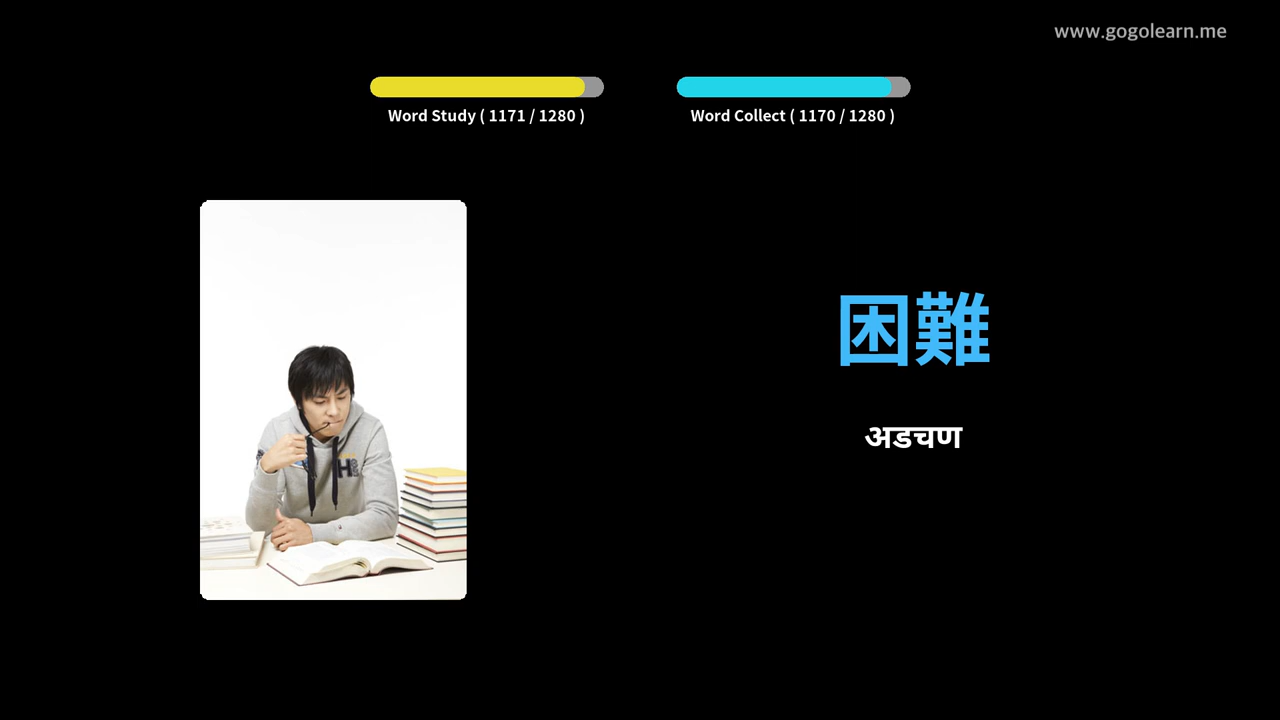 www.gogolearn.me
Word Study ( 1171 / 1280 )
Word Collect ( 1170 / 1280 )
困難
अडचण
H